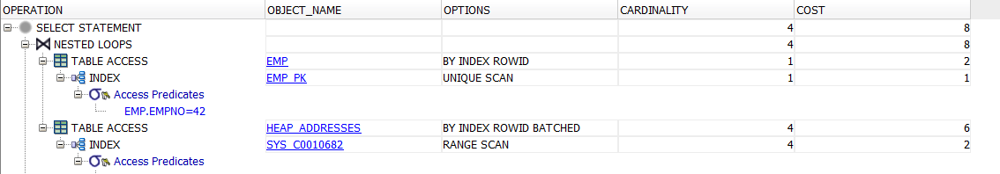 OPERATION OBJECT_NAME OPTIONS CARDINALITY COST
SELECT STATEMENT 4 8
NESTED LOOPS 4 8
TABLE ACCESS EMP BY INDEX ROWID 1 2
INDEX EMP_PK UNIQUE SCAN 1 1
Access Predicates
EMP.EMPNO=42
TABLE ACCESS HEAP_ADDRESSES BY INDEX ROWID BATCHED 4 6
INDEX SYS_C0010682 RANGE SCAN 4 2
Access Predicates